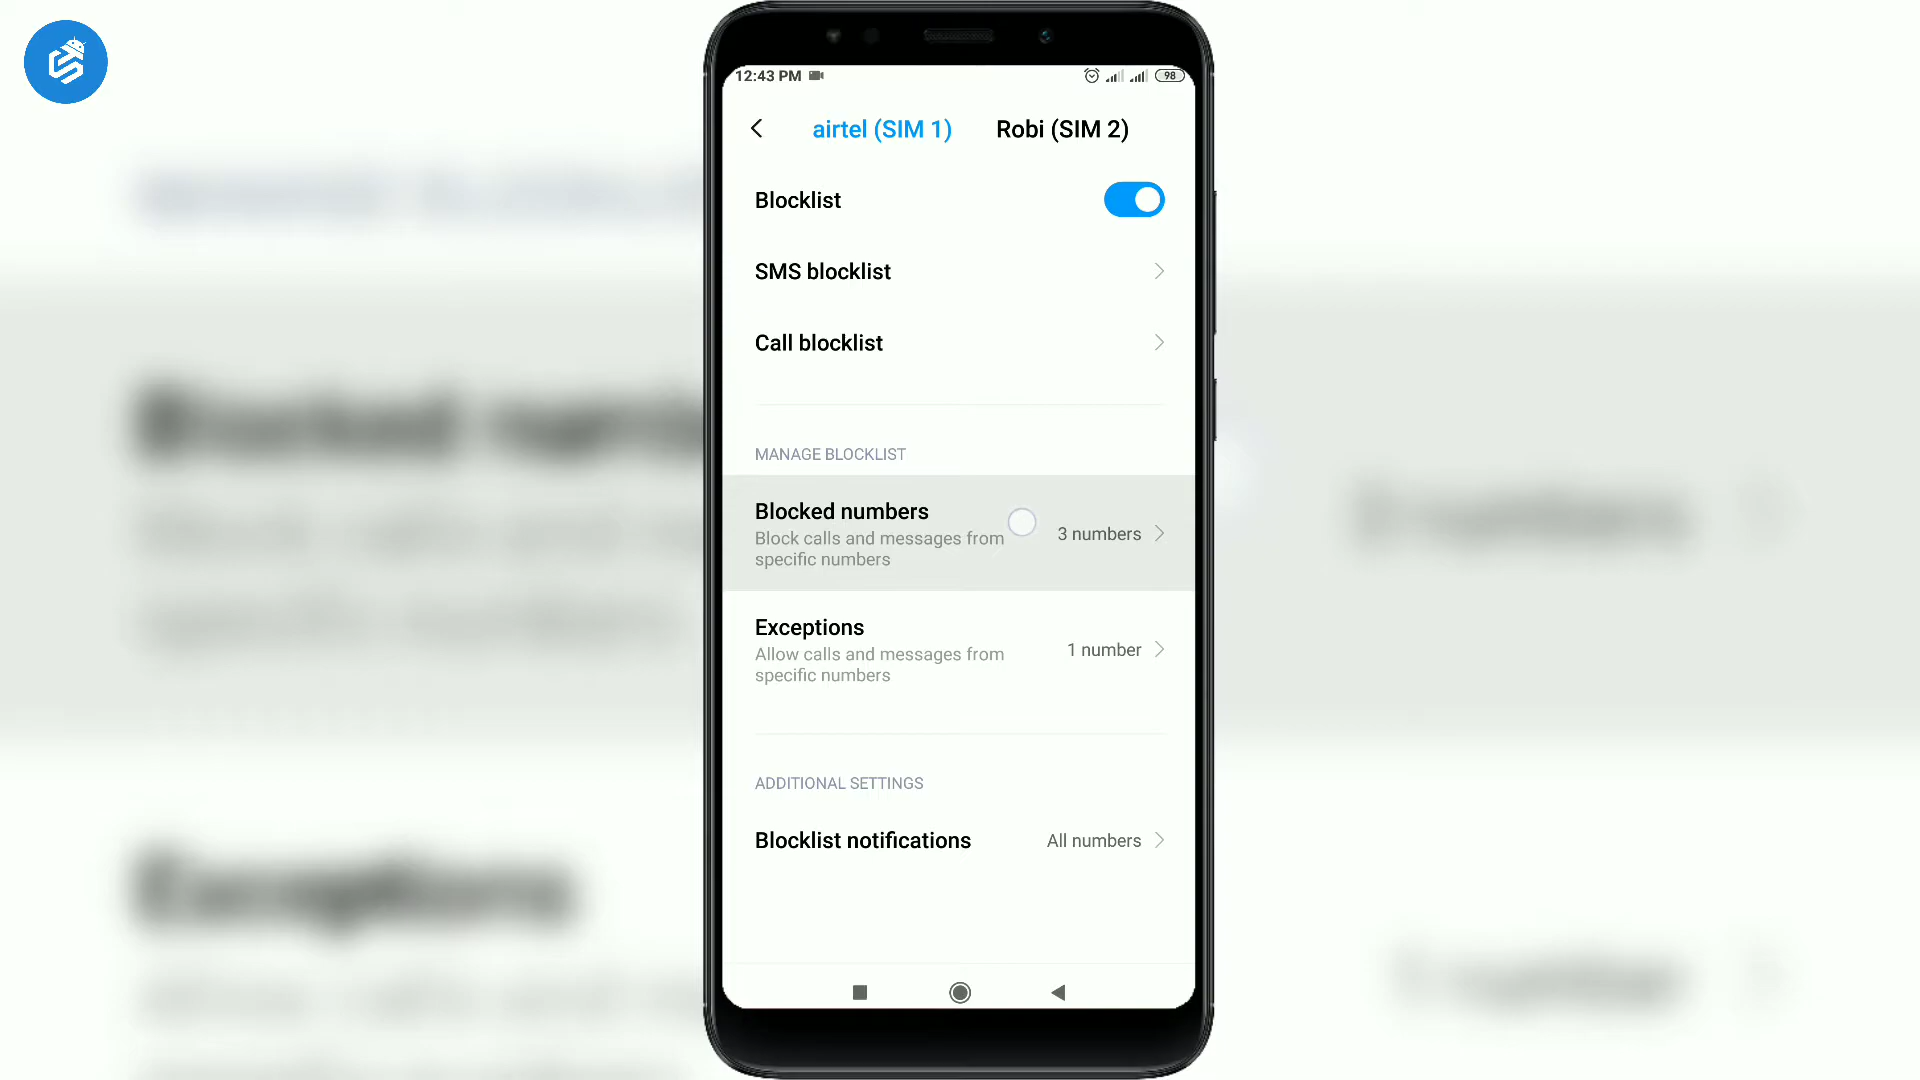 12:43 PM
98
airtel (SIM 1) Robi (SIM 2)
Blocklist
SMS blocklist
Call blocklist
MANAGE BLOCKLIST
Blocked numbers
Block calls and messages from
specific numbers
3 numbers
Exceptions
Allow calls and messages from
specific numbers
1 number
ADDITIONAL SETTINGS
Blocklist notifications All numbers